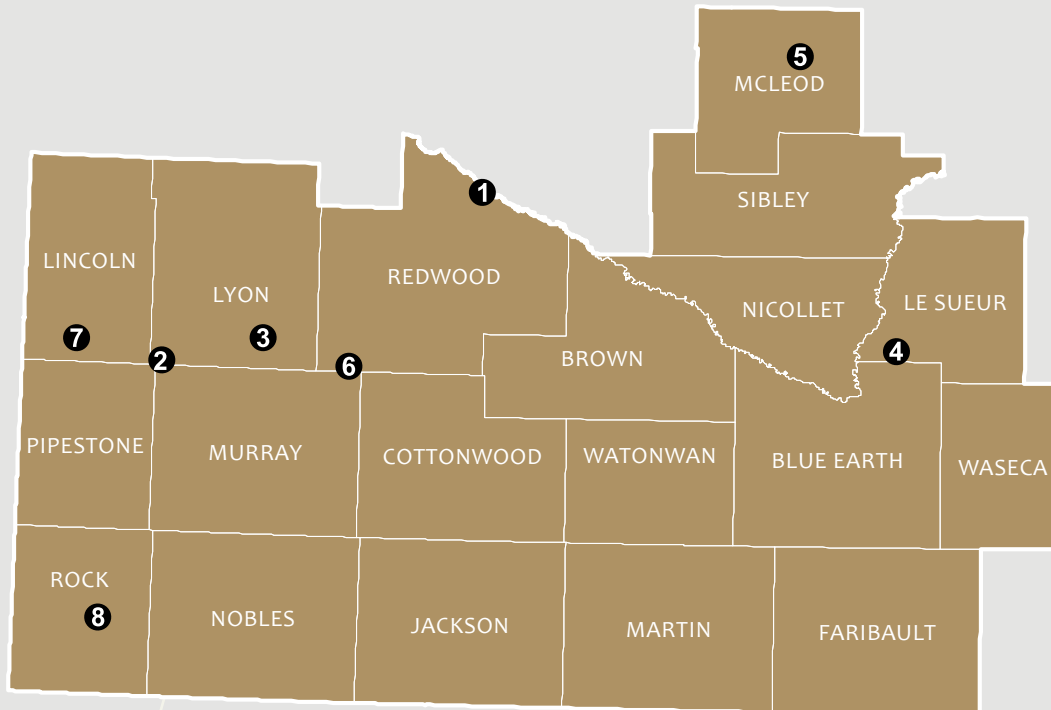 5
MCLEOD
1
SIBLEY
LINCOLN
REDWOOD
LYON
NICOLLET
LE SUEUR
7
2
3
6
BROWN
4
PIPESTONE
MURRAY
COTTONWOOD
WATONWAN
BLUE EARTH
WASECA
ROCK
8
NOBLES
JACKSON
MARTIN
FARIBAULT